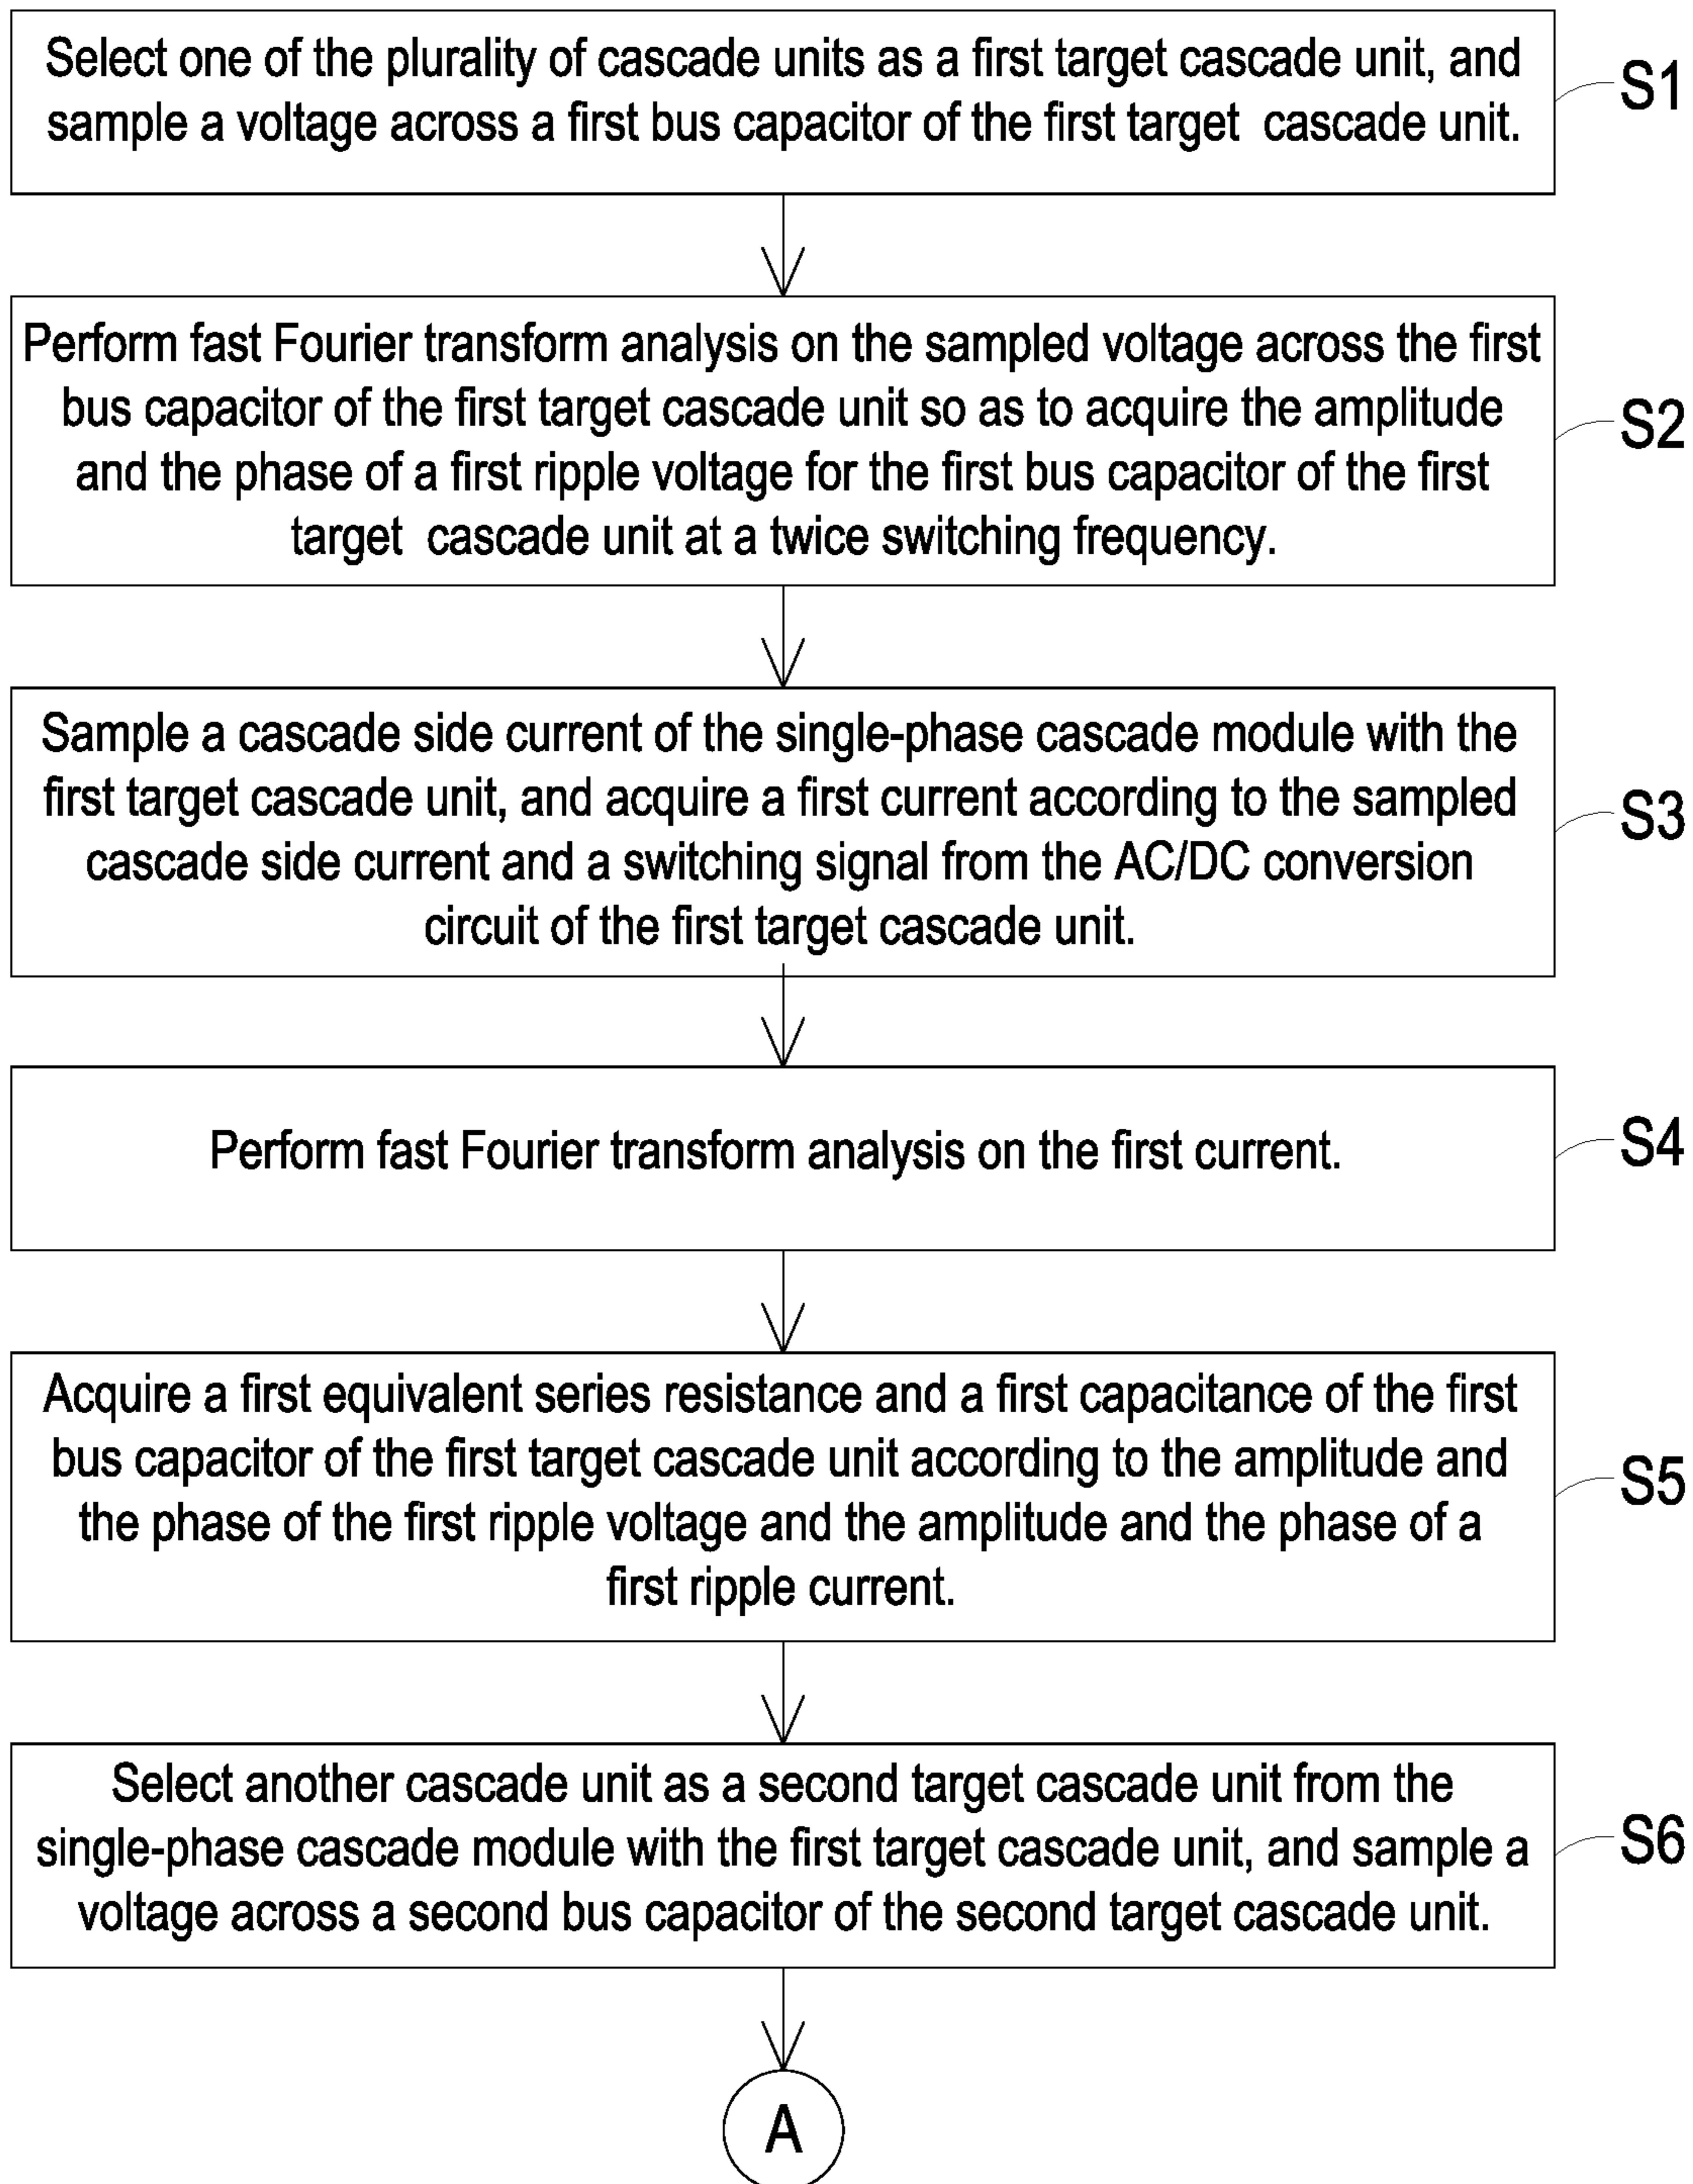 Select one of the plurality of cascade units as a first target cascade unit, and
sample a voltage across a first bus capacitor of the first target cascade unit.
S1
Perform fast Fourier transform analysis on the sampled voltage across the first
bus capacitor of the first target cascade unit so as to acquire the amplitude
and the phase of a first ripple voltage for the first bus capacitor of the first
target cascade unit at a twice switching frequency.
S2
Sample a cascade side current of the single-phase cascade module with the
first target cascade unit, and acquire a first current according to the sampled
cascade side current and a switching signal from the AC/DC conversion
circuit of the first target cascade unit.
S3
Perform fast Fourier transform analysis on the first current.
S4
Acquire a first equivalent series resistance and a first capacitance of the first
bus capacitor of the first target cascade unit according to the amplitude and
the phase of the first ripple voltage and the amplitude and the phase of a
first ripple current.
S5
Select another cascade unit as a second target cascade unit from the
single-phase cascade module with the first target cascade unit, and sample a
voltage across a second bus capacitor of the second target cascade unit.
S6
A